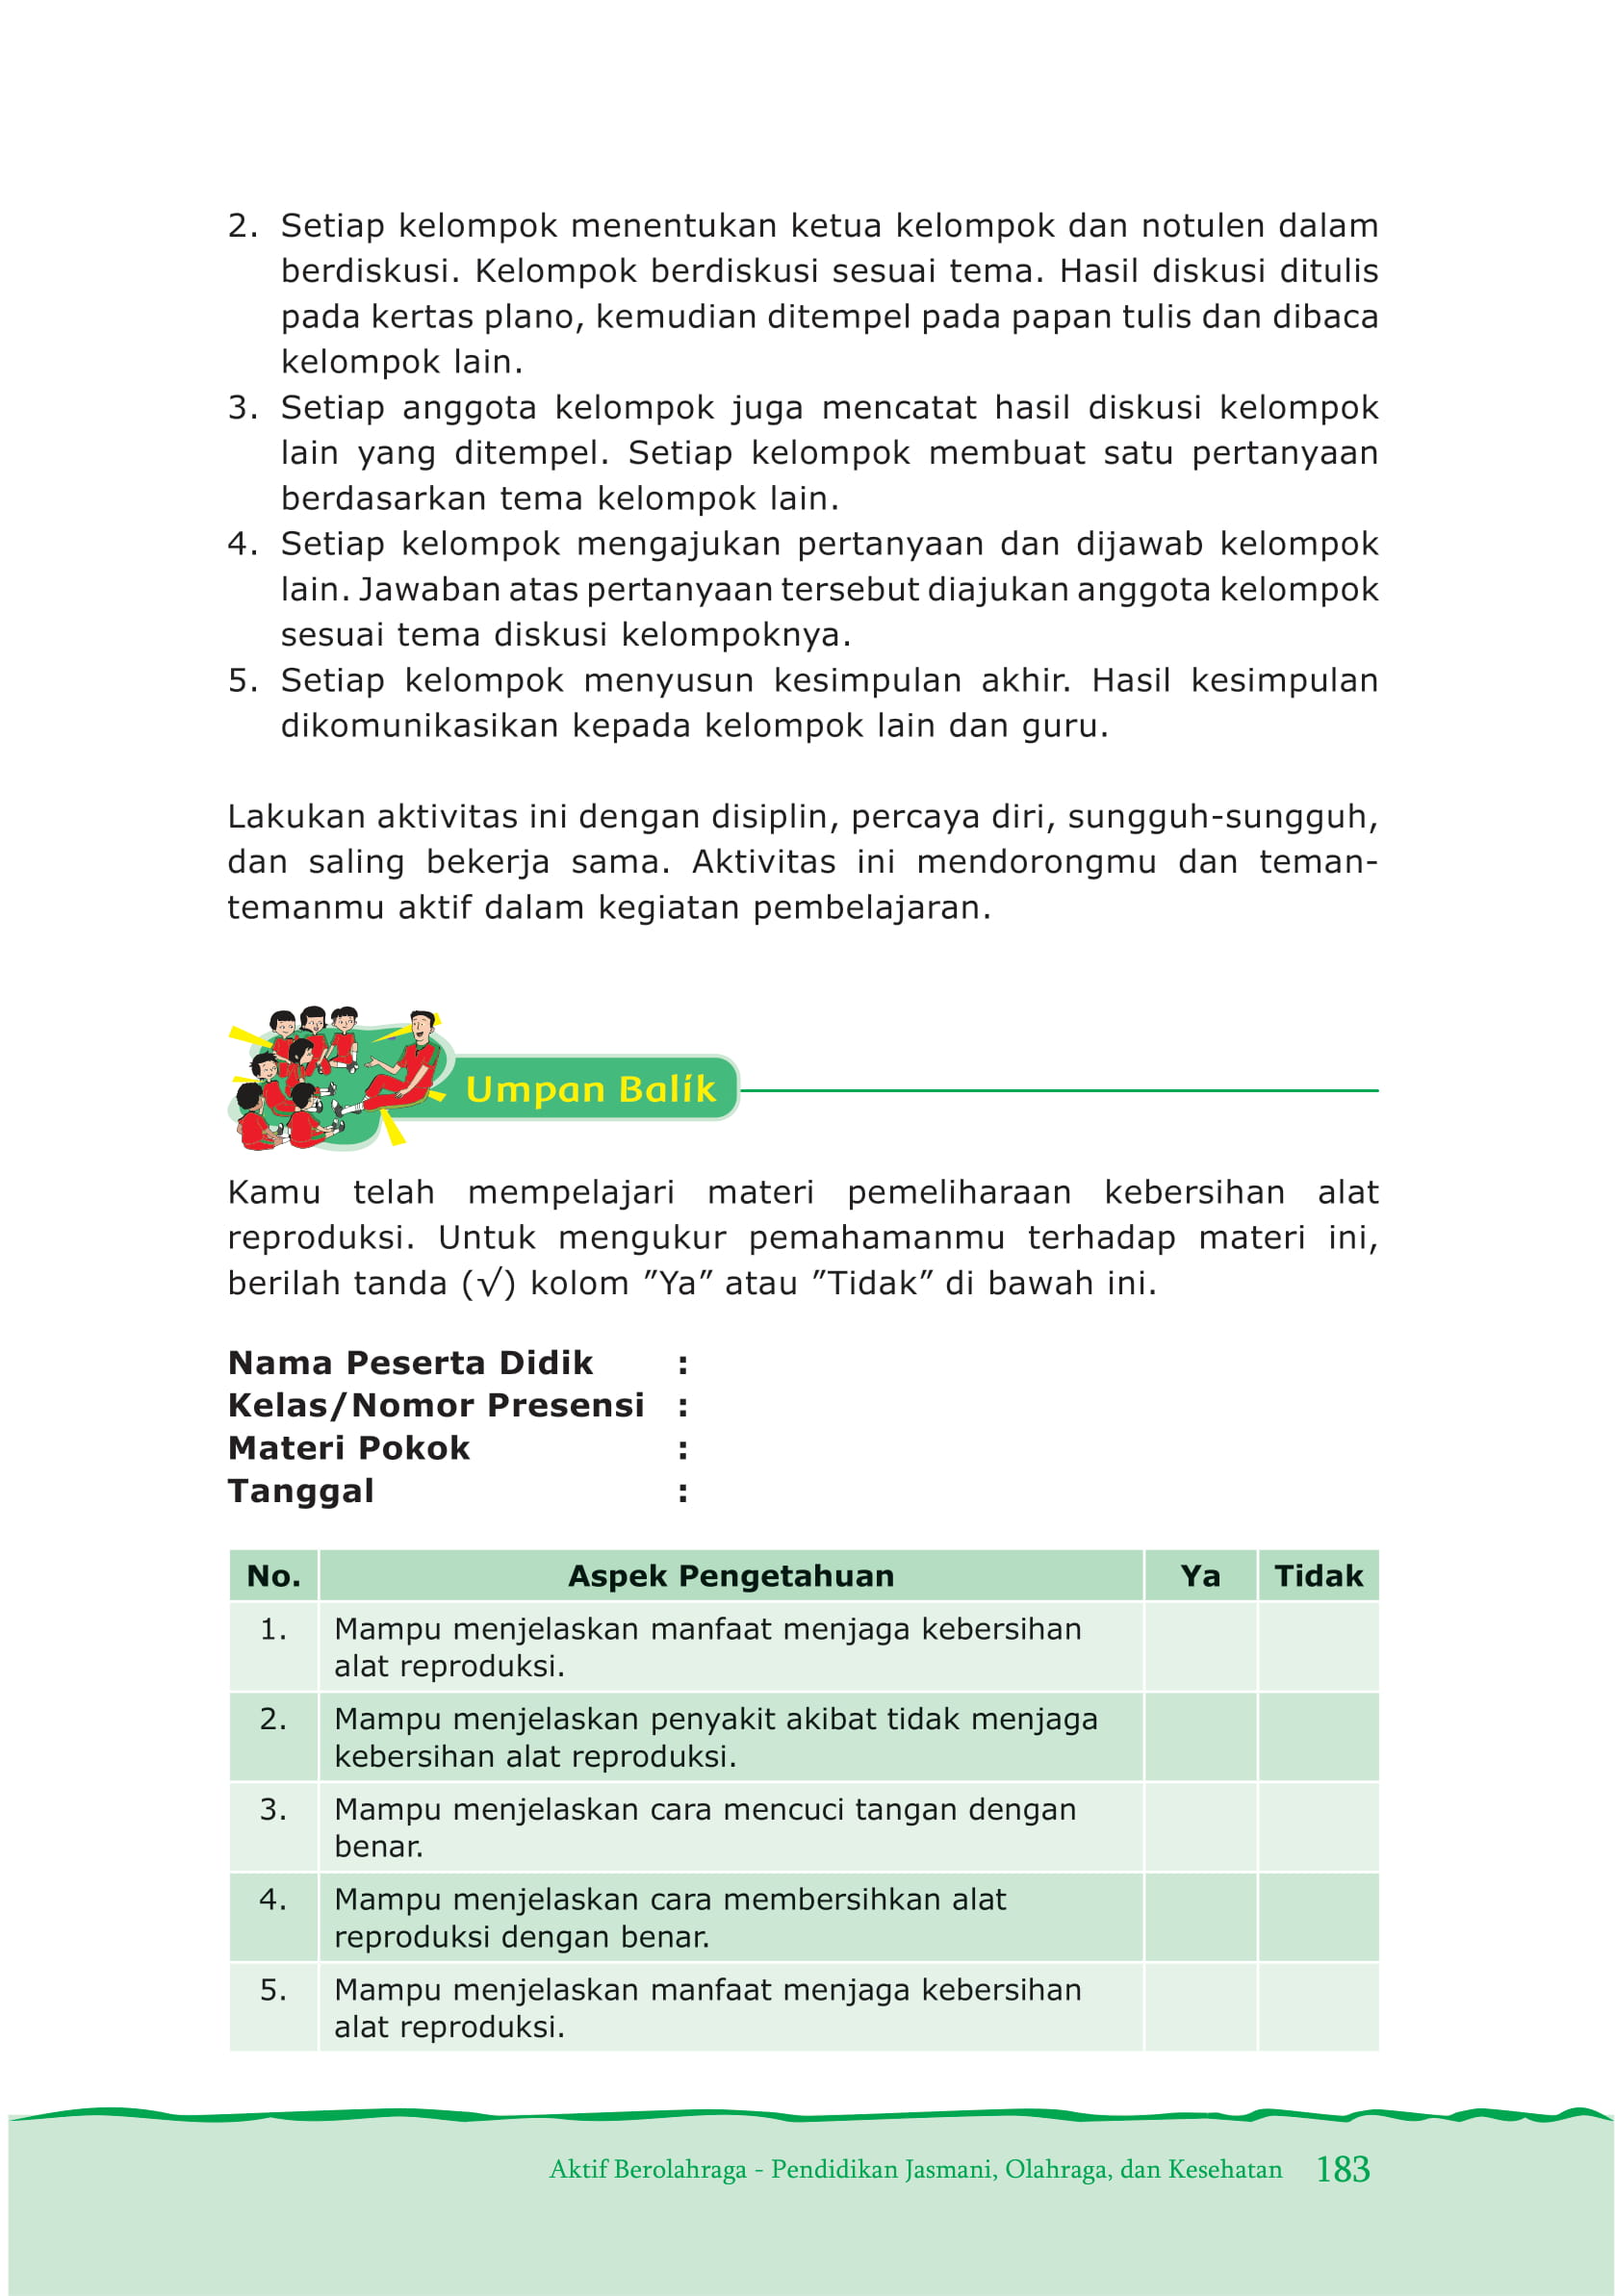 2. Setiap kelompok menentukan ketua kelompok dan notulen dalam
berdiskusi. Kelompok berdiskusi sesuai tema. Hasil diskusi ditulis
pada kertas plano, kemudian ditempel pada papan tulis dan dibaca
kelompok lain.
3. Setiap anggota kelompok juga mencatat hasil diskusi kelompok
lain yang ditempel. Setiap kelompok membuat satu pertanyaan
berdasarkan tema kelompok lain.
4. Setiap kelompok mengajukan pertanyaan dan dijawab kelompok
lain. Jawaban atas pertanyaan tersebut diajukan anggota kelompok
sesuai tema diskusi kelompoknya.
5. Setiap kelompok menyusun kesimpulan akhir. Hasil kesimpulan
dikomunikasikan kepada kelompok lain dan guru.
Lakukan aktivitas ini dengan disiplin, percaya diri, sungguh-sungguh,
dan saling bekerja sama. Aktivitas ini mendorongmu dan teman-
temanmu aktif dalam kegiatan pembelajaran.
Umpan Balik
Kamu telah mempelajari materi pemeliharaan kebersihan alat
reproduksi. Untuk mengukur pemahamanmu terhadap materi ini,
berilah tanda (√) kolom ”Ya” atau ”Tidak” di bawah ini.
Nama Peserta Didik :
Kelas/Nomor Presensi :
Materi Pokok :
Tanggal :
No. Aspek Pengetahuan Ya Tidak
1. Mampu menjelaskan manfaat menjaga kebersihan
alat reproduksi.
2. Mampu menjelaskan penyakit akibat tidak menjaga
kebersihan alat reproduksi.
3. Mampu menjelaskan cara mencuci tangan dengan
benar.
4. Mampu menjelaskan cara membersihkan alat
reproduksi dengan benar.
5. Mampu menjelaskan manfaat menjaga kebersihan
alat reproduksi.
Aktif Berolahraga - Pendidikan Jasmani, Olahraga, dan Kesehatan 183